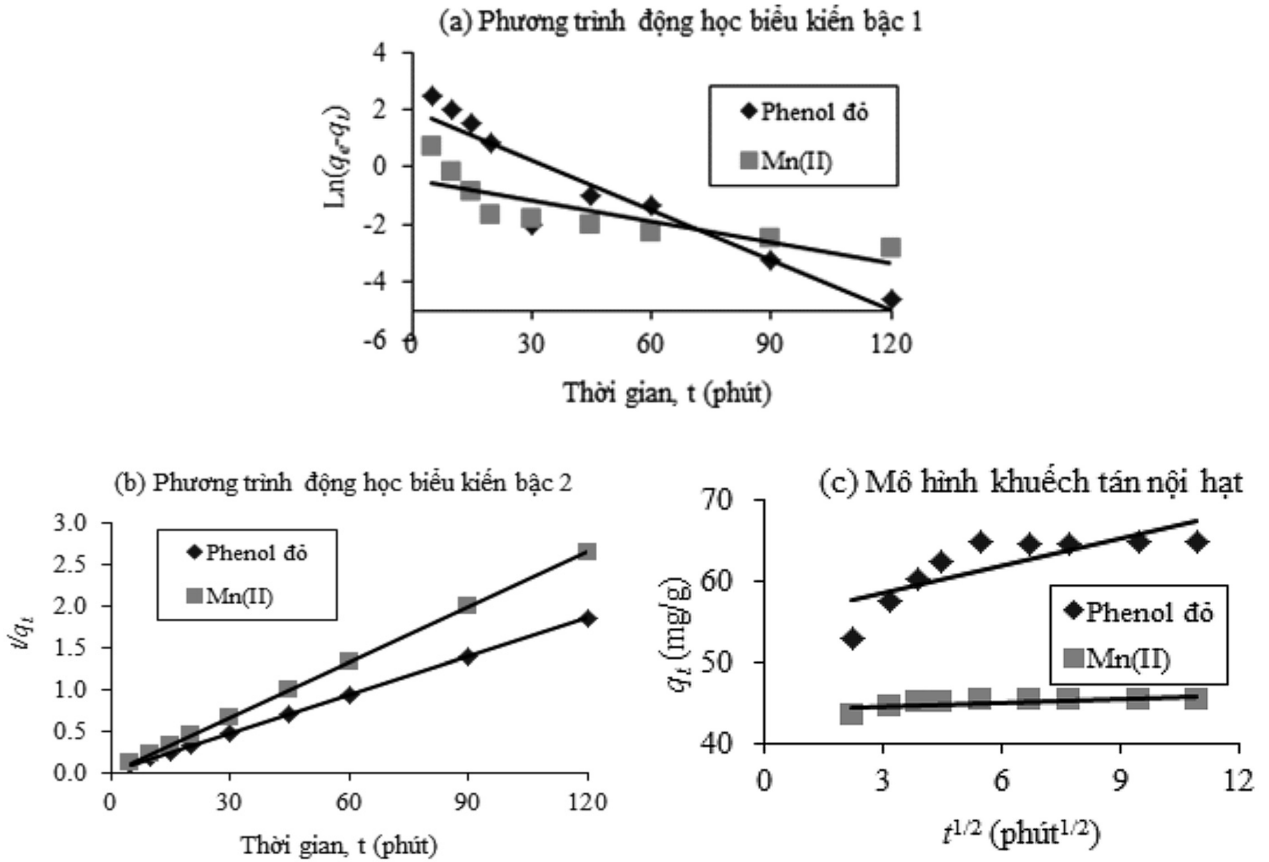 (a) Phương trình động học biểu kiến bậc 1
4
2
0
-2
-4
-6
Ln(qe-qt)
Phenol đỏ
Mn(II)
0 30 60 90 120
Thời gian, t (phút)
(b) Phương trình động học biểu kiến bậc 2
3.0
2.5
2.0
1.5
1.0
0.5
0.0
t/qt
Phenol đỏ
Mn(II)
0 30 60 90 120
Thời gian, t (phút)
(c) Mô hình khuếch tán nội hạt
70
60
50
40
qt (mg/g)
Phenol đỏ
Mn(II)
0 3 6 9 12
t1/2 (phút1/2)